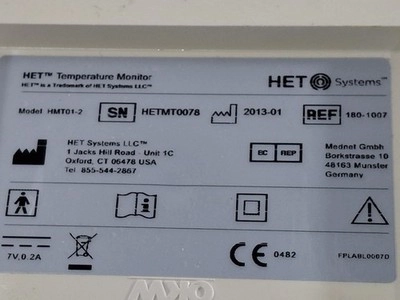 HET™ Temperature Monitor
HET™ is a Trademark of HET Systems LLC™
HET Systems™
Model HMT01-2
SN HETMT0078
2013-01
REF 180-1007
HET Systems LLC™
1 Jacks Hill Road - Unit 1C
Oxford, CT 06478 USA
Tel. 855-544-2867
EC REP
Mednet Gmbh
Borkstrasse 10
48163 Munster
Germany
7V, 0.2A
CE 0482
FPLABL0007D
OKW